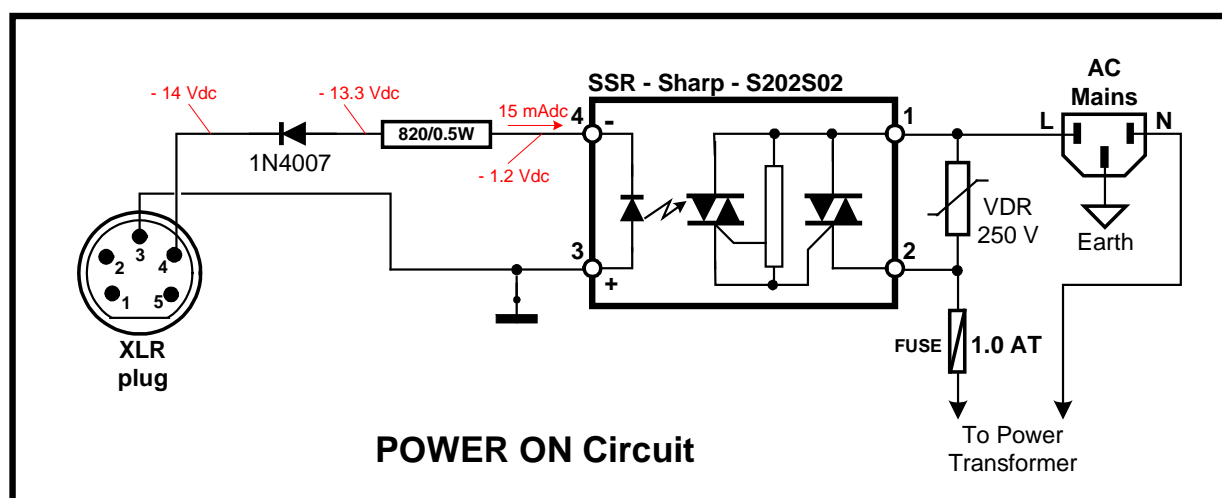 SSR - Sharp - S202S02
AC
Mains
- 14 Vdc
- 13.3 Vdc
15 mAdc
820/0.5W
1N4007
- 1.2 Vdc
4
-
1
L
N
3
+
2
VDR
250 V
Earth
3
2
4
1
5
XLR
plug
FUSE
1.0 AT
POWER ON Circuit
To Power
Transformer